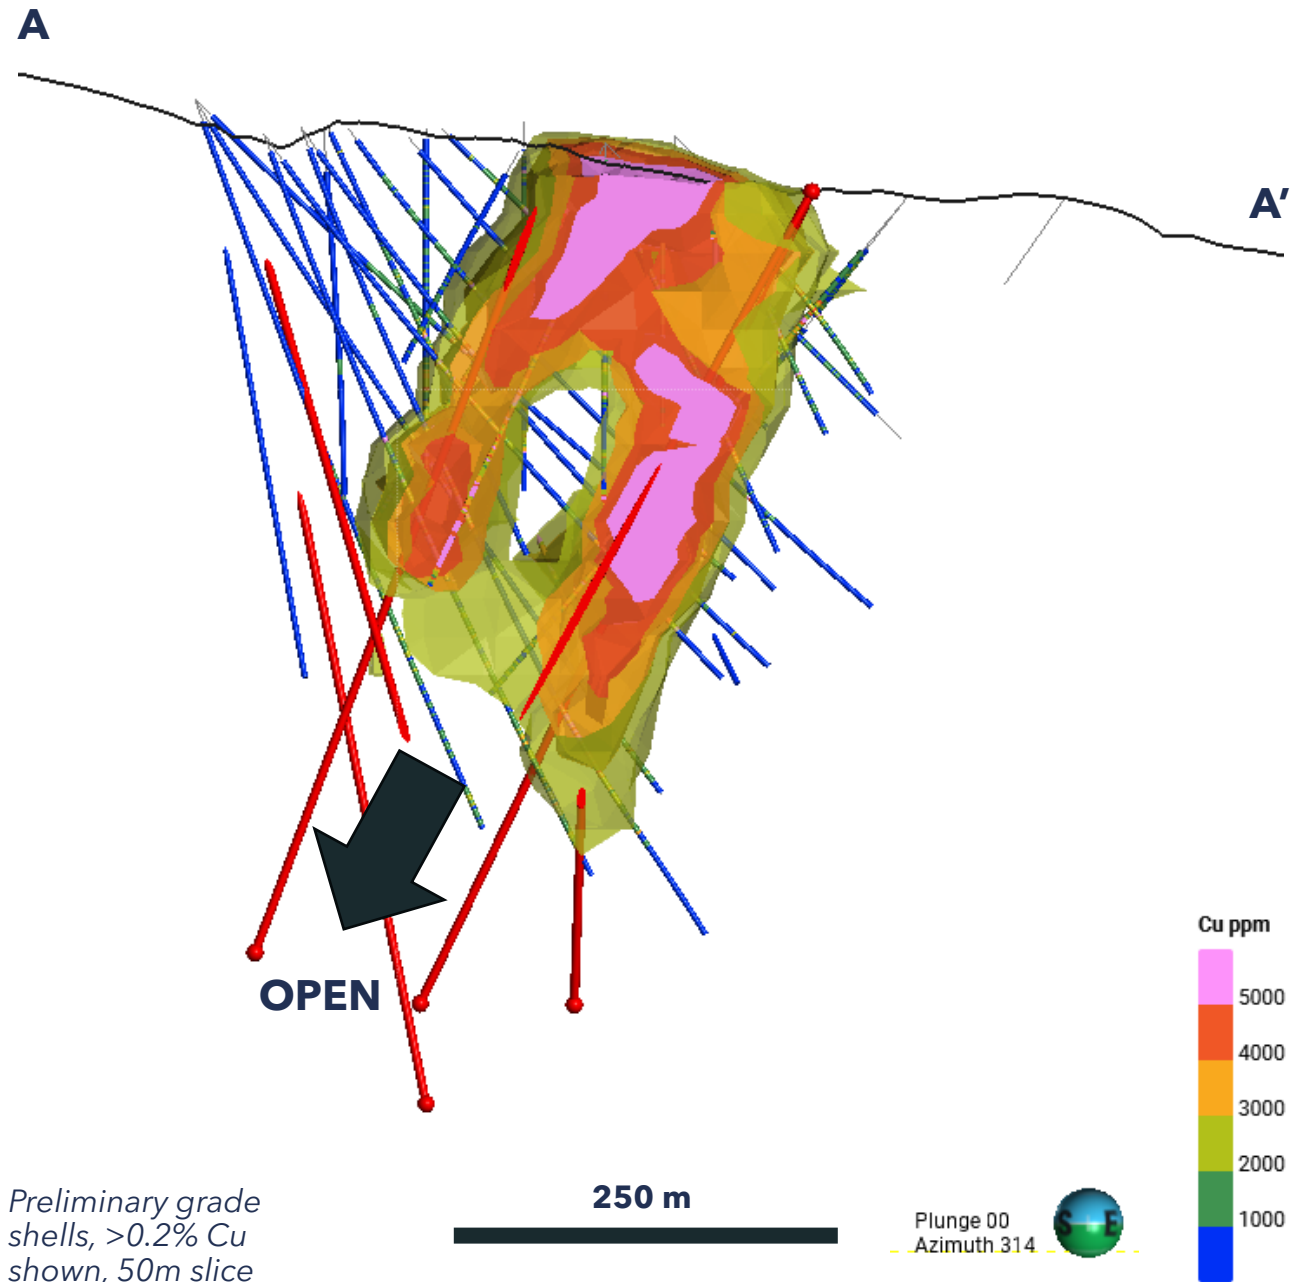 A
A'
OPEN
Cu ppm
5000
4000
3000
2000
1000
Preliminary grade
shells, >0.2% Cu
shown, 50m slice
250 m
Plunge 00
Azimuth 314
S E